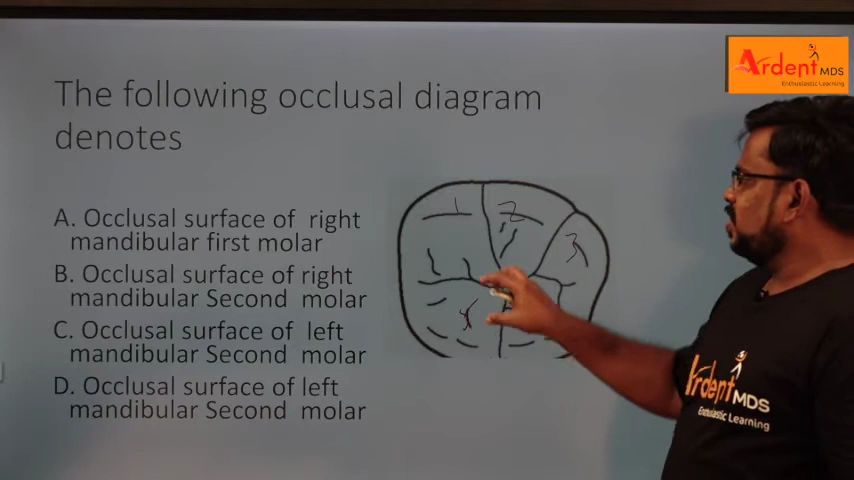 The following occlusal diagram
denotes
A. Occlusal surface of right
mandibular first molar
B. Occlusal surface of right
mandibular Second molar
C. Occlusal surface of left
mandibular Second molar
D. Occlusal surface of left
mandibular Second molar
1 2
3
Ardent MDS
Enthusiastic Learning
Ardent MDS
Enthusiastic Learning